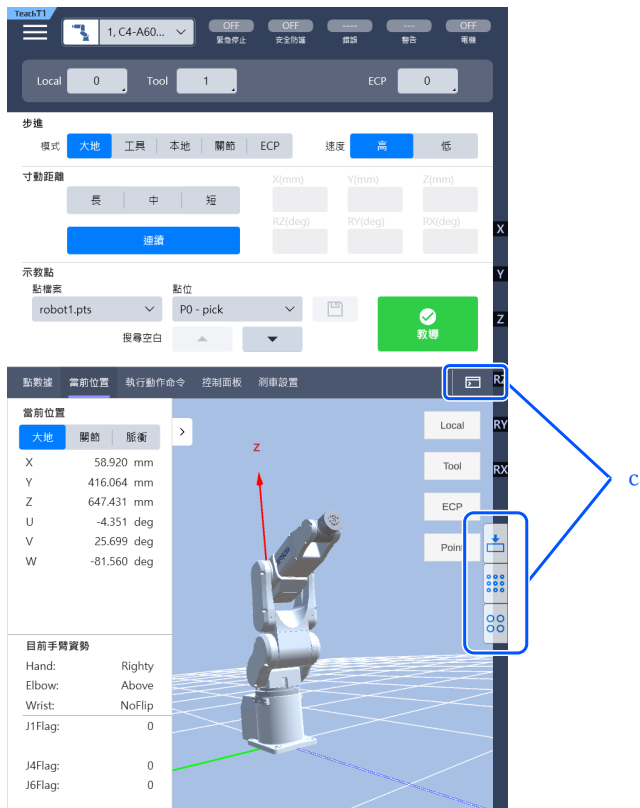 TeachT1
1, C4-A60...
OFF OFF ---- --- OFF
緊急停止 安全防護 錯誤 警告 電機
Local 0 Tool 1 ECP 0
步進
模式 大地 工具 本地 關節 ECP 速度 高 低
寸動距離 X(mm) Y(mm) Z(mm)
長 中 短
RZ(deg) RY(deg) RX(deg)
X
連續
Y
示教點
點檔案 點位
robot1.pts P0 - pick
Z
教導
搜尋空白
點數據 當前位置 執行動作命令 控制面板 剎車設置
RZ
當前位置
Local
RY
大地 關節 脈衝
Z
X 58.920 mm
Tool
RX
Y 416.064 mm
c
Z 647.431 mm
ECP
U -4.351 deg
V 25.699 deg
Point
W -81.560 deg
目前手臂資勢
Hand: Righty
Elbow: Above
Wrist: NoFlip
J1Flag: 0
J4Flag: 0
J6Flag: 0